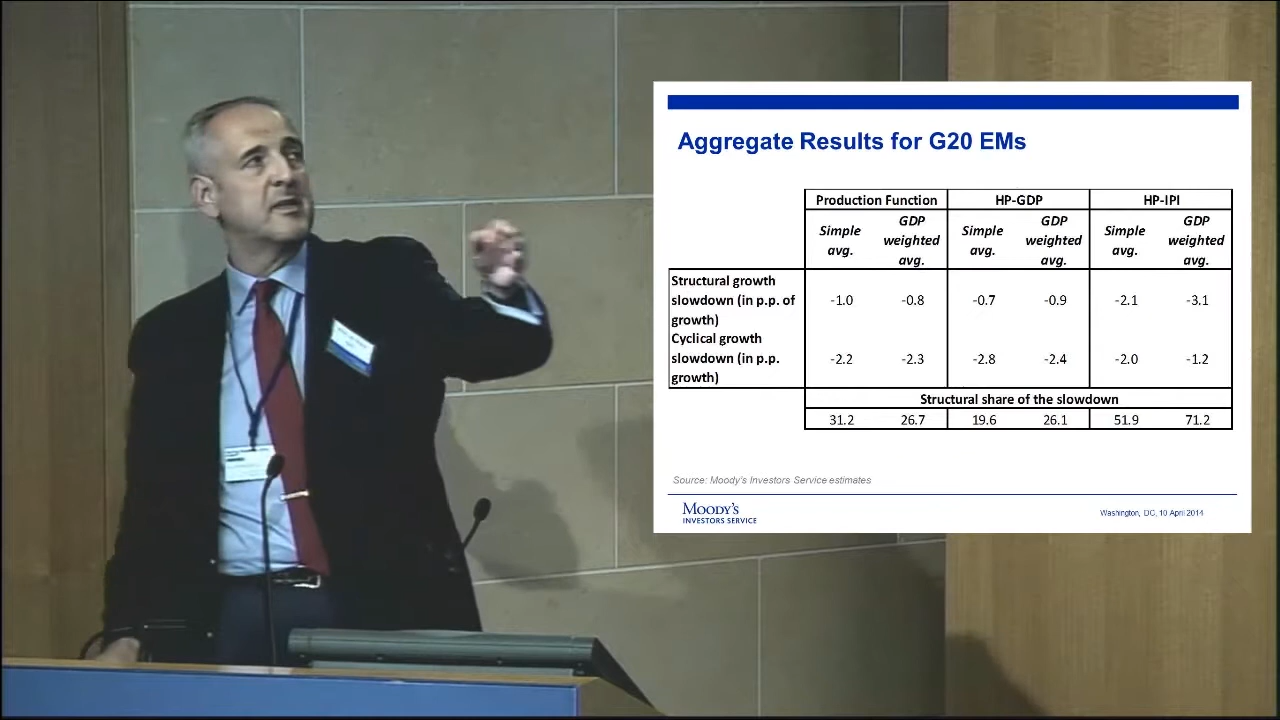 Aggregate Results for G20 EMs
Production Function HP-GDP HP-IPI
Simple avg. GDP weighted avg. Simple avg. GDP weighted avg. Simple avg. GDP weighted avg.
Structural growth
slowdown (in p.p. of
growth)
-1.0 -0.8 -0.7 -0.9 -2.1 -3.1
Cyclical growth
slowdown (in p.p.
growth)
-2.2 -2.3 -2.8 -2.4 -2.0 -1.2
Structural share of the slowdown
31.2 26.7 19.6 26.1 51.9 71.2
Source: Moody's Investors Service estimates
MOODY'S
INVESTORS SERVICE
Washington, DC, 10 April 2014